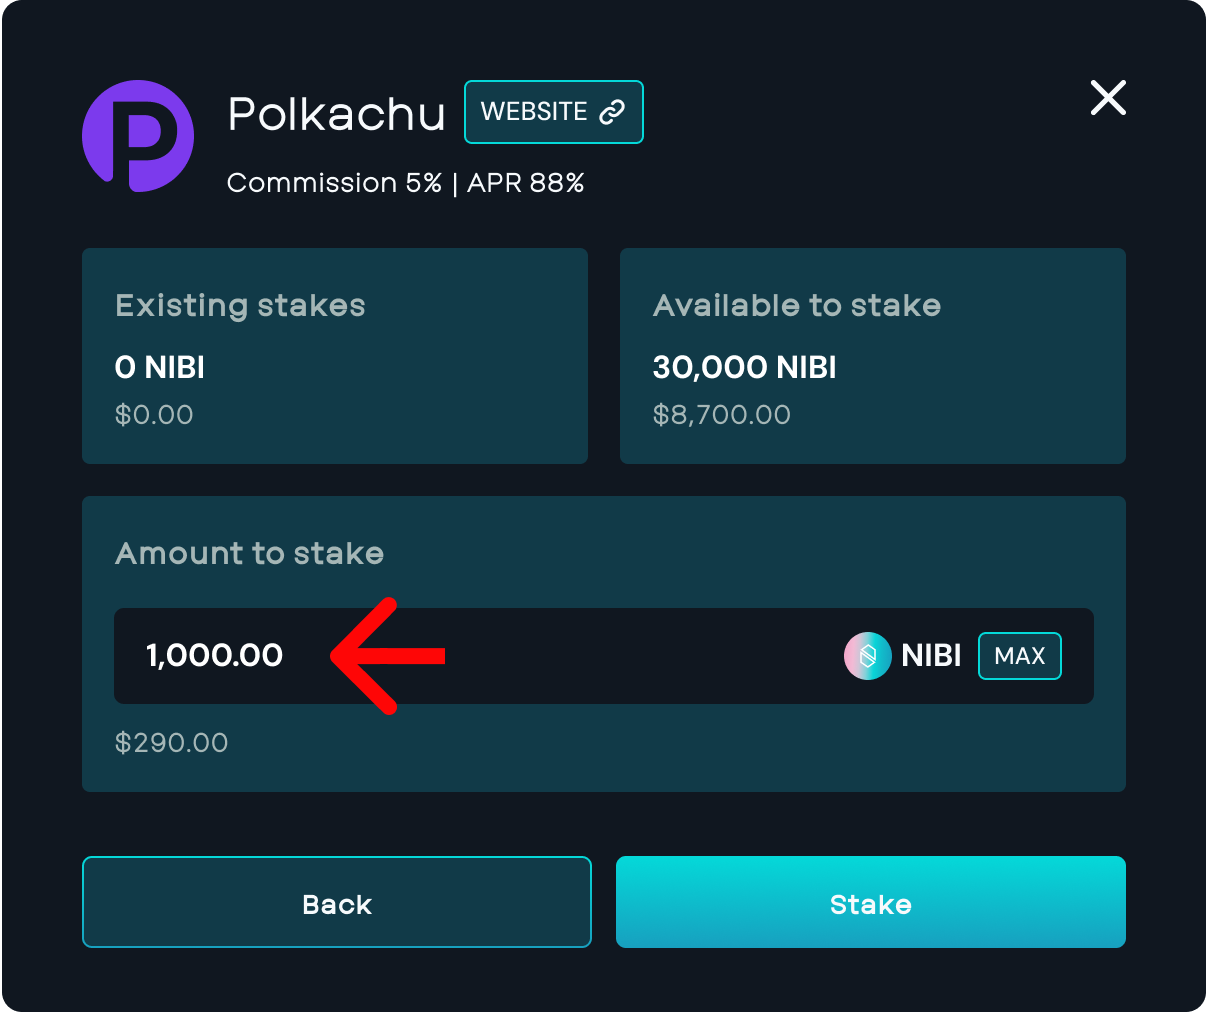 Polkachu
WEBSITE
Commission 5% | APR 88%
Existing stakes
0 NIBI
$0.00
Available to stake
30,000 NIBI
$8,700.00
Amount to stake
1,000.00
NIBI
MAX
$290.00
Back
Stake